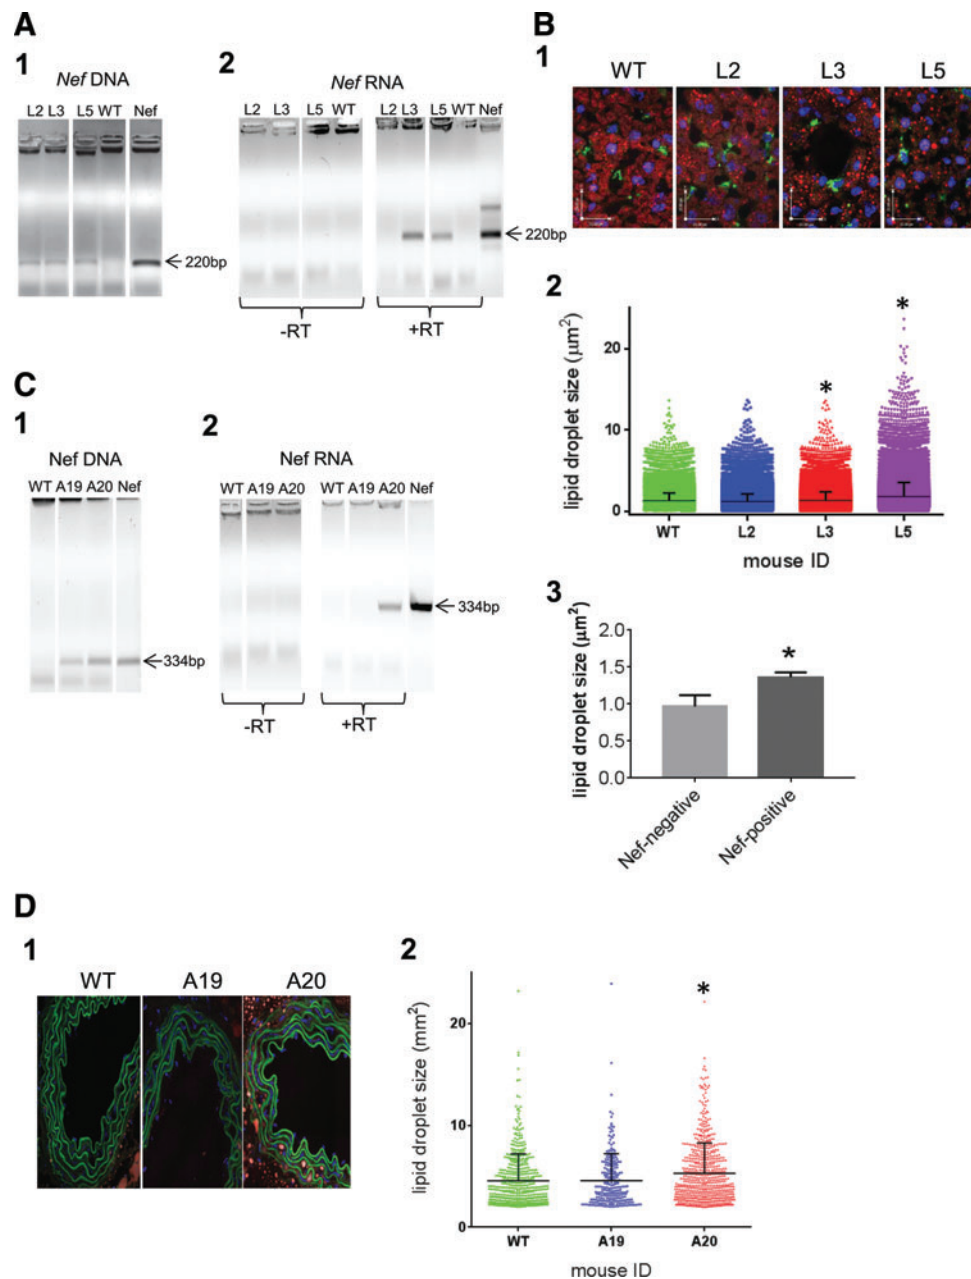 A
1
Nef DNA
L2 L3 L5 WT Nef
220bp
2
Nef RNA
L2 L3 L5 WT L2 L3 L5 WT Nef
220bp
-RT +RT
B
1
WT L2 L3 L5
2
lipid droplet size (μm²)
*
*
20
10
0
WT L2 L3 L5
mouse ID
3
lipid droplet size (μm²)
2.0
1.5
1.0
0.5
0.0
*
Nef-negative
Nef-positive
C
1
Nef DNA
WT A19 A20 Nef
334bp
2
Nef RNA
WT A19 A20 WT A19 A20 Nef
334bp
-RT +RT
D
1
WT A19 A20
2
lipid droplet size (mm²)
*
20
10
0
WT A19 A20
mouse ID